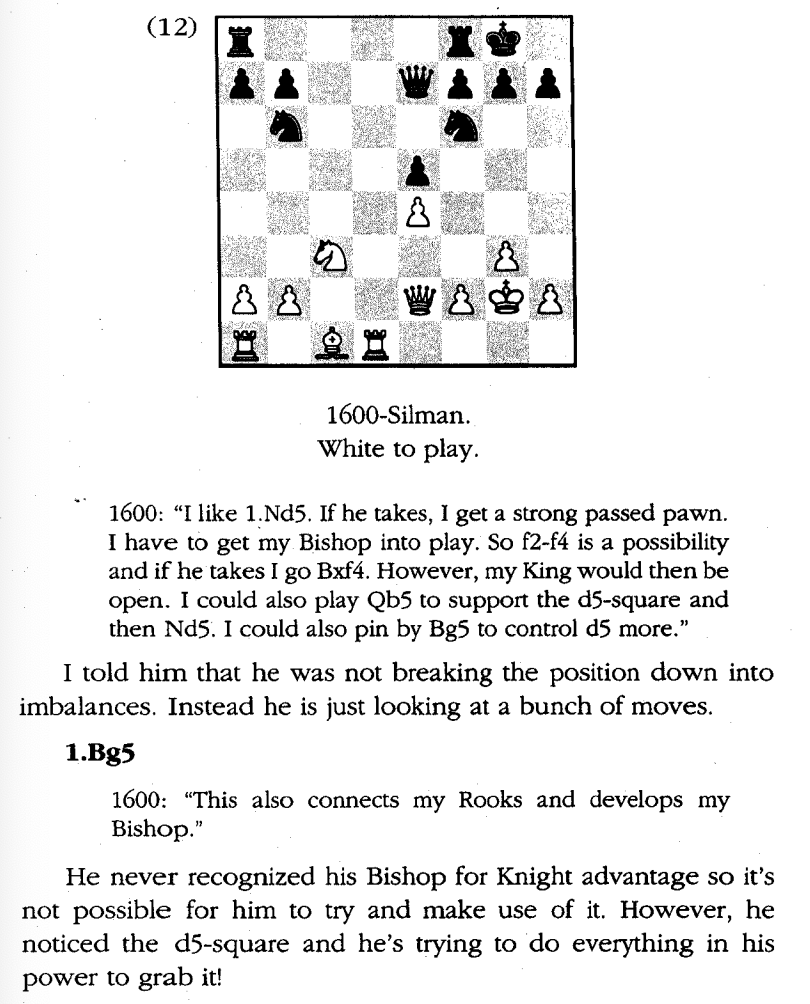 (12)
1600-Silman.
White to play.
1600: “I like 1.Nd5. If he takes, I get a strong passed pawn.
I have to get my Bishop into play. So f2-f4 is a possibility
and if he takes I go Bxf4. However, my King would then be
open. I could also play Qb5 to support the d5-square and
then Nd5. I could also pin by Bg5 to control d5 more.”
I told him that he was not breaking the position down into
imbalances. Instead he is just looking at a bunch of moves.
1.Bg5
1600: “This also connects my Rooks and develops my
Bishop.”
He never recognized his Bishop for Knight advantage so it's
not possible for him to try and make use of it. However, he
noticed the d5-square and he's trying to do everything in his
power to grab it!